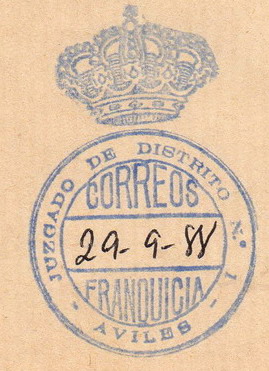 JUZGADO DE DISTRITO N.º 1
CORREOS
29-9-88
FRANQUICIA
- AVILES -